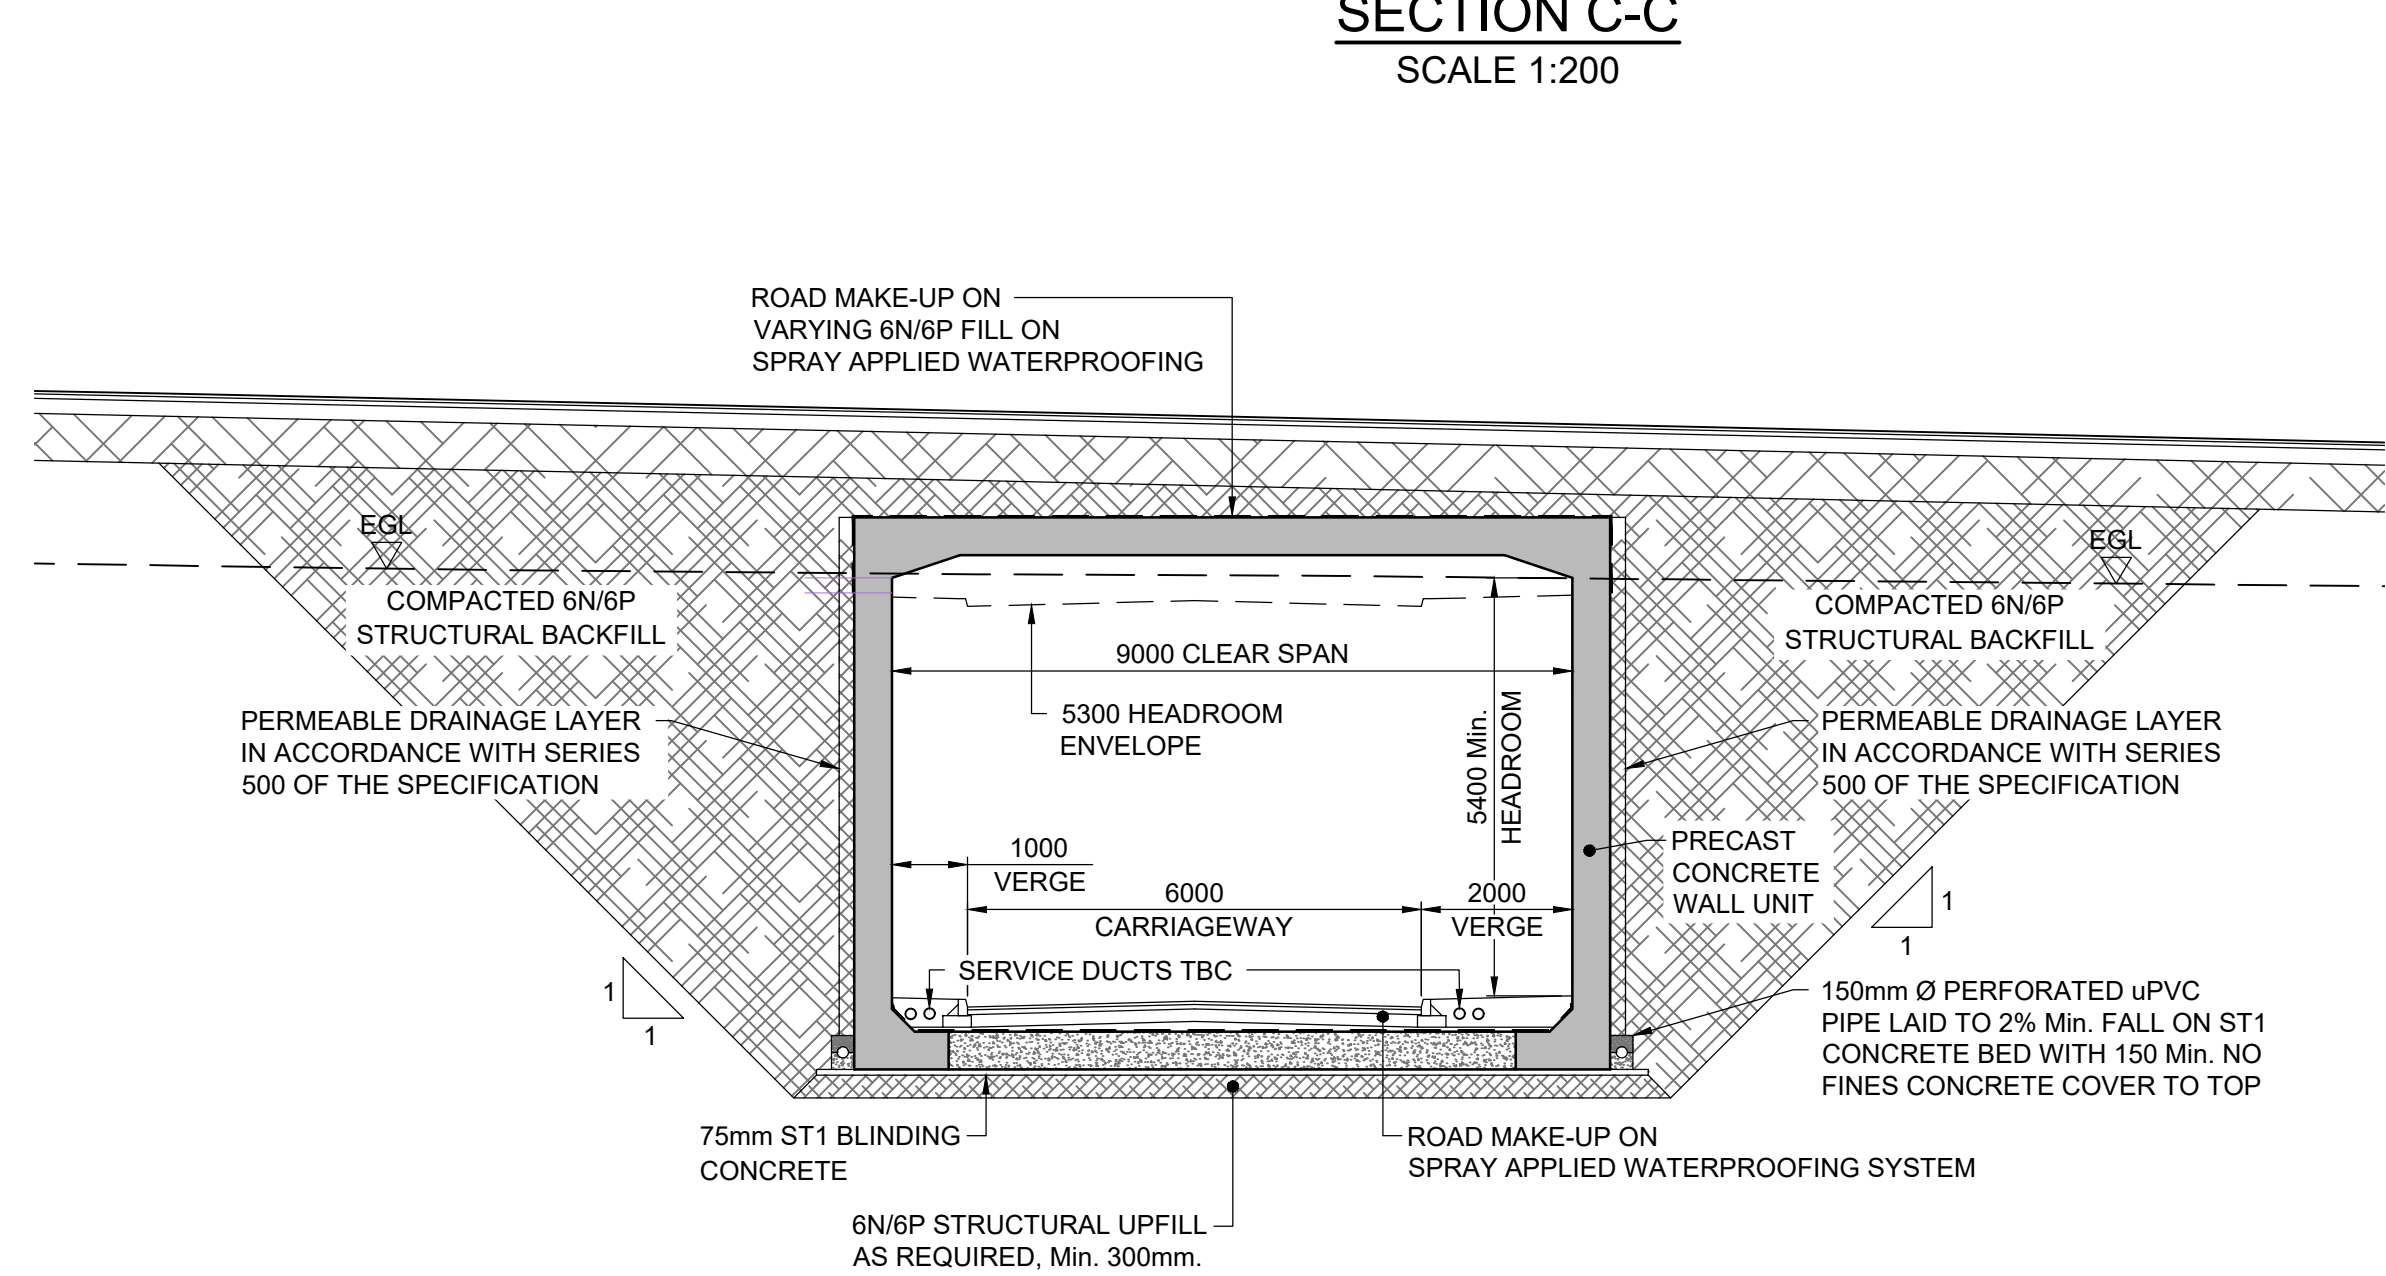 SECTION C-C
SCALE 1:200
ROAD MAKE-UP ON
VARYING 6N/6P FILL ON
SPRAY APPLIED WATERPROOFING
EGL
EGL
COMPACTED 6N/6P
STRUCTURAL BACKFILL
COMPACTED 6N/6P
STRUCTURAL BACKFILL
9000 CLEAR SPAN
5300 HEADROOM
ENVELOPE
5400 Min.
HEADROOM
PERMEABLE DRAINAGE LAYER
IN ACCORDANCE WITH SERIES
500 OF THE SPECIFICATION
PERMEABLE DRAINAGE LAYER
IN ACCORDANCE WITH SERIES
500 OF THE SPECIFICATION
1000
VERGE
6000
CARRIAGEWAY
2000
VERGE
PRECAST
CONCRETE
WALL UNIT
1
1
1
1
SERVICE DUCTS TBC
150mm Ø PERFORATED uPVC
PIPE LAID TO 2% Min. FALL ON ST1
CONCRETE BED WITH 150 Min. NO
FINES CONCRETE COVER TO TOP
75mm ST1 BLINDING
CONCRETE
ROAD MAKE-UP ON
SPRAY APPLIED WATERPROOFING SYSTEM
6N/6P STRUCTURAL UPFILL
AS REQUIRED, Min. 300mm.